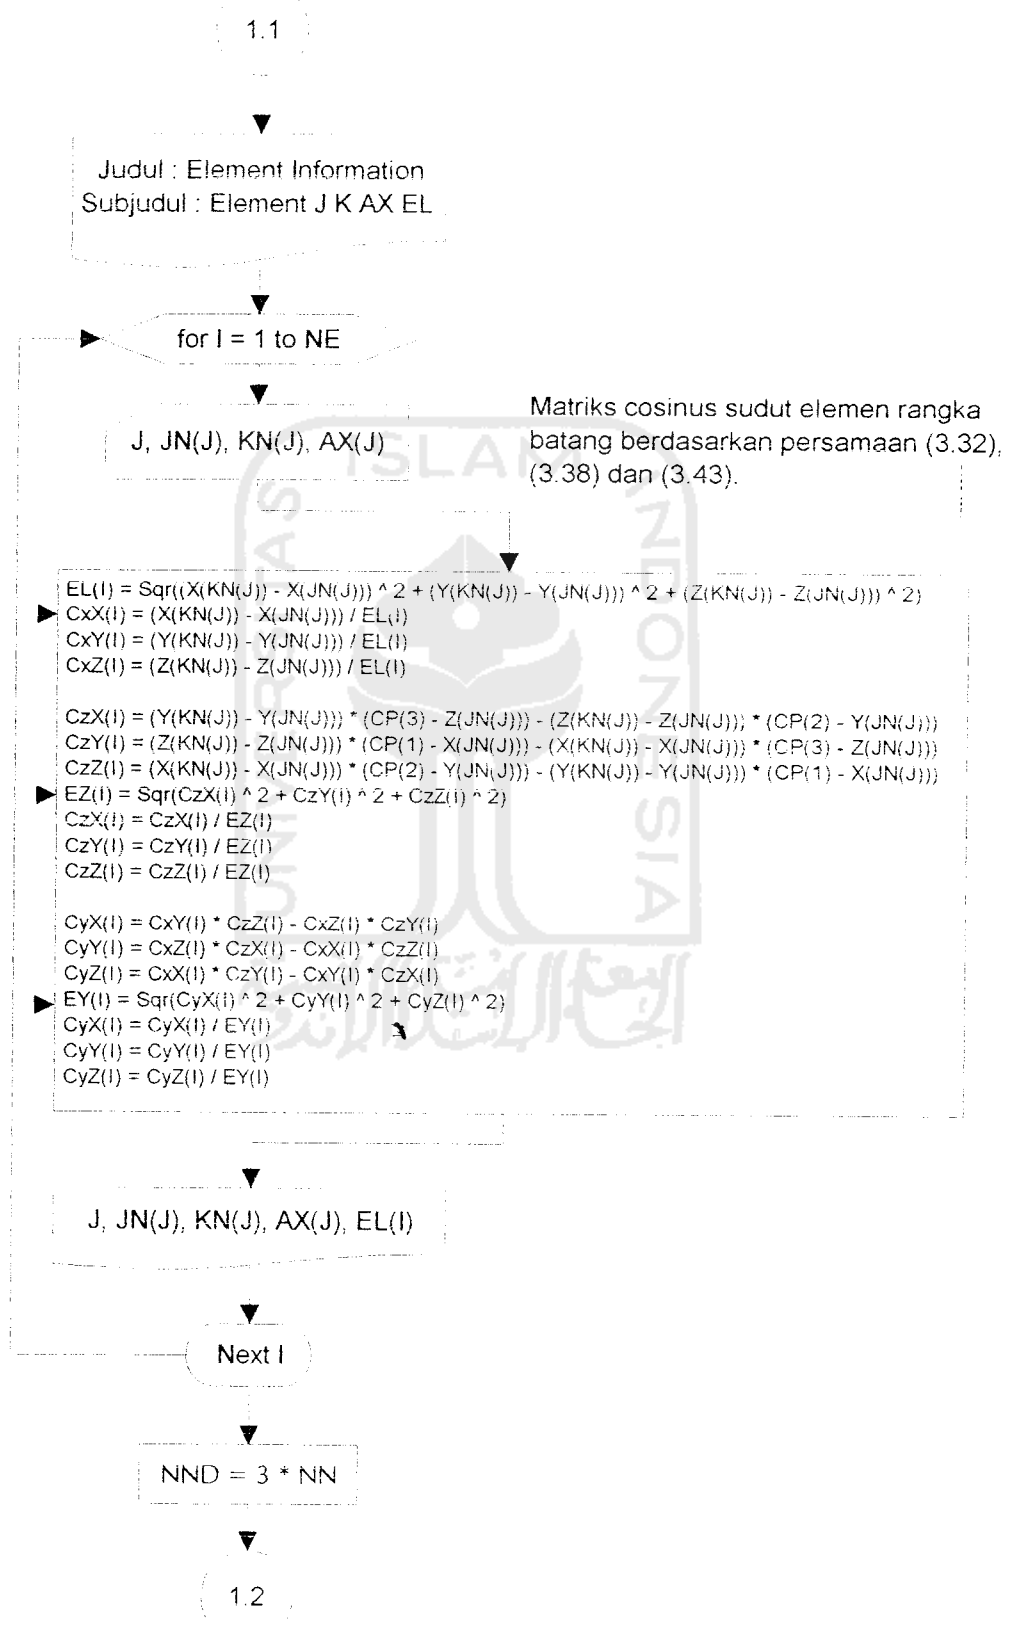 1.1
Judul : Element Information
Subjudul : Element J K AX EL
for I = 1 to NE
J, JN(J), KN(J), AX(J)
Matriks cosinus sudut elemen rangka
batang berdasarkan persamaan (3.32),
(3.38) dan (3.43).
EL(I) = Sqr((X(KN(J)) - X(JN(J))) ^ 2 + (Y(KN(J)) - Y(JN(J))) ^ 2 + (Z(KN(J)) - Z(JN(J))) ^ 2)
CxX(I) = (X(KN(J)) - X(JN(J))) / EL(I)
CxY(I) = (Y(KN(J)) - Y(JN(J))) / EL(I)
CxZ(I) = (Z(KN(J)) - Z(JN(J))) / EL(I)
CzX(I) = (Y(KN(J)) - Y(JN(J))) * (CP(3) - Z(JN(J))) - (Z(KN(J)) - Z(JN(J))) * (CP(2) - Y(JN(J)))
CzY(I) = (Z(KN(J)) - Z(JN(J))) * (CP(1) - X(JN(J))) - (X(KN(J)) - X(JN(J))) * (CP(3) - Z(JN(J)))
CzZ(I) = (X(KN(J)) - X(JN(J))) * (CP(2) - Y(JN(J))) - (Y(KN(J)) - Y(JN(J))) * (CP(1) - X(JN(J)))
EZ(I) = Sqr(CzX(I) ^ 2 + CzY(I) ^ 2 + CzZ(I) ^ 2)
CzX(I) = CzX(I) / EZ(I)
CzY(I) = CzY(I) / EZ(I)
CzZ(I) = CzZ(I) / EZ(I)
CyX(I) = CxY(I) * CzZ(I) - CxZ(I) * CzY(I)
CyY(I) = CxZ(I) * CzX(I) - CxX(I) * CzZ(I)
CyZ(I) = CxX(I) * CzY(I) - CxY(I) * CzX(I)
EY(I) = Sqr(CyX(I) ^ 2 + CyY(I) ^ 2 + CyZ(I) ^ 2)
CyX(I) = CyX(I) / EY(I)
CyY(I) = CyY(I) / EY(I)
CyZ(I) = CyZ(I) / EY(I)
UNIVERSITAS ISLAM INDONESIA
J, JN(J), KN(J), AX(J), EL(I)
Next I
NND = 3 * NN
1.2